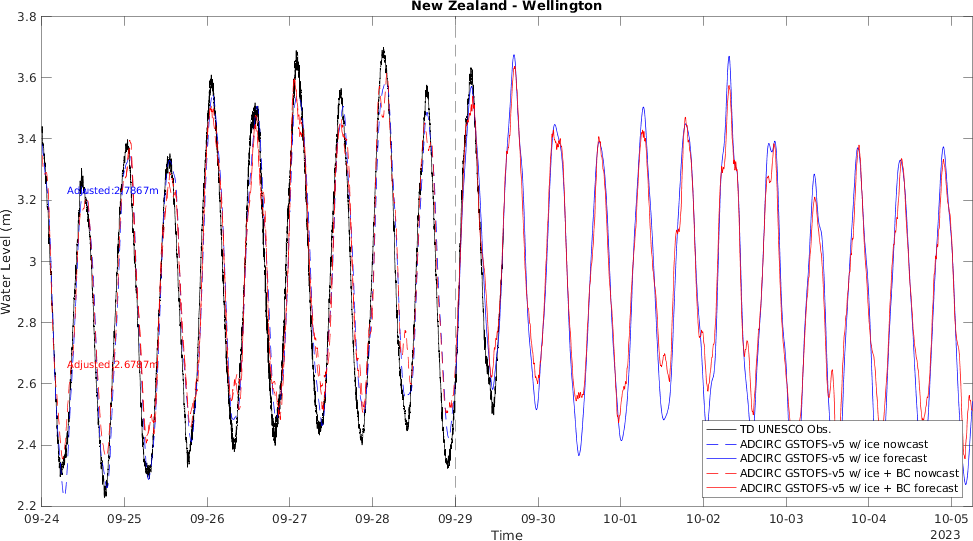 New Zealand - Wellington
3.8
3.6
3.4
3.2
3
2.8
2.6
2.4
2.2
Water Level (m)
Adjusted:2.7867m
Adjusted:2.6787m
TD UNESCO Obs.
ADCIRC GSTOFS-v5 w/ ice nowcast
ADCIRC GSTOFS-v5 w/ ice forecast
ADCIRC GSTOFS-v5 w/ ice + BC nowcast
ADCIRC GSTOFS-v5 w/ ice + BC forecast
09-24 09-25 09-26 09-27 09-28 09-29 09-30 10-01 10-02 10-03 10-04 10-05
Time
2023